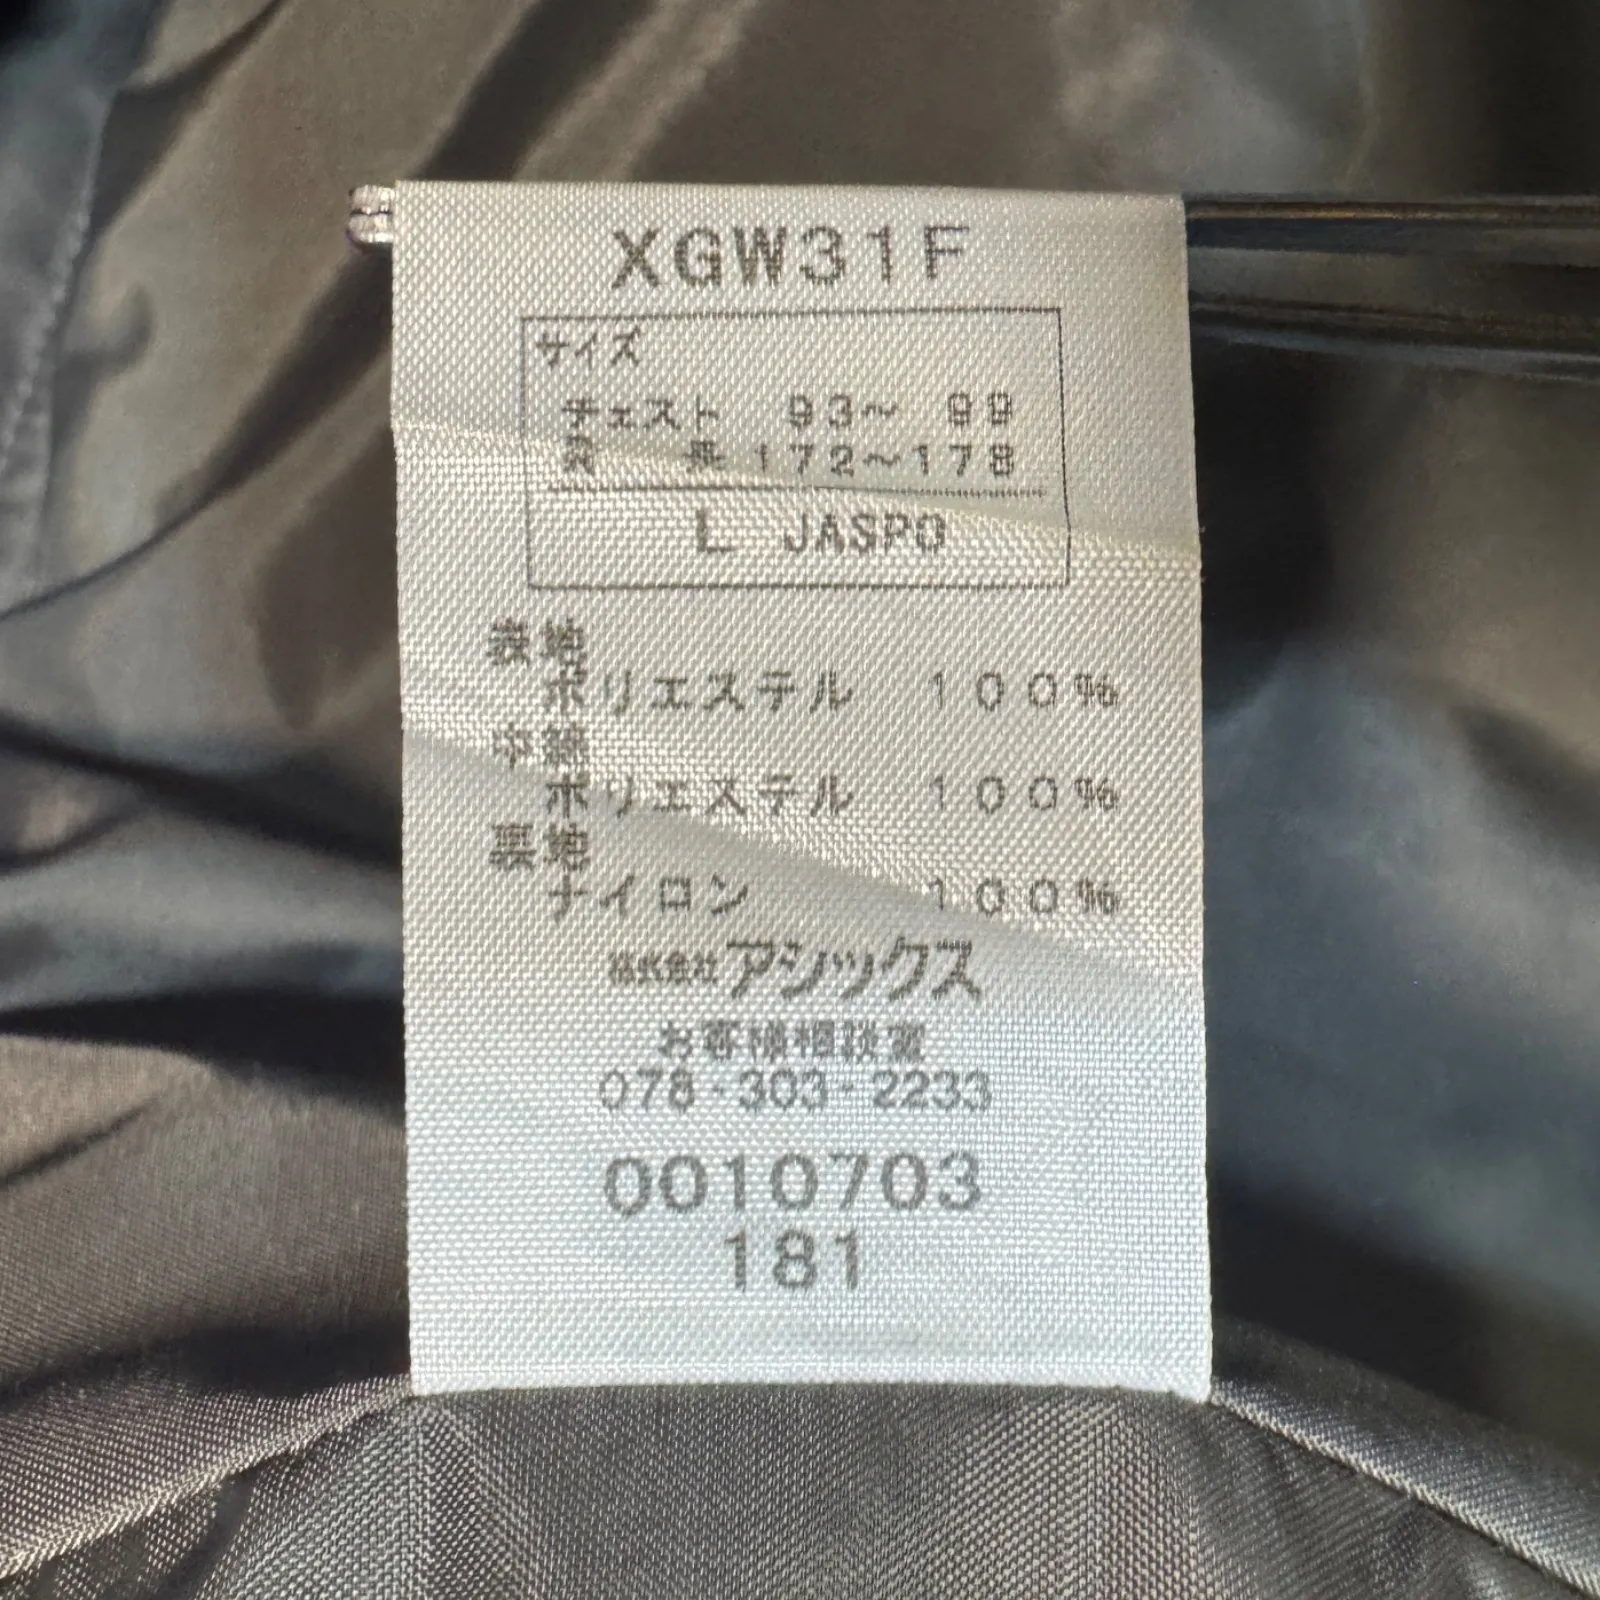 XGW31F
サイズ
チェスト 93〜 99
身 長 172〜178
L JASPO
表地
ポリエステル 100%
中綿
ポリエステル 100%
裏地
ナイロン 100%
株式会社アシックス
お客様相談室
078-303-2233
0010703
181